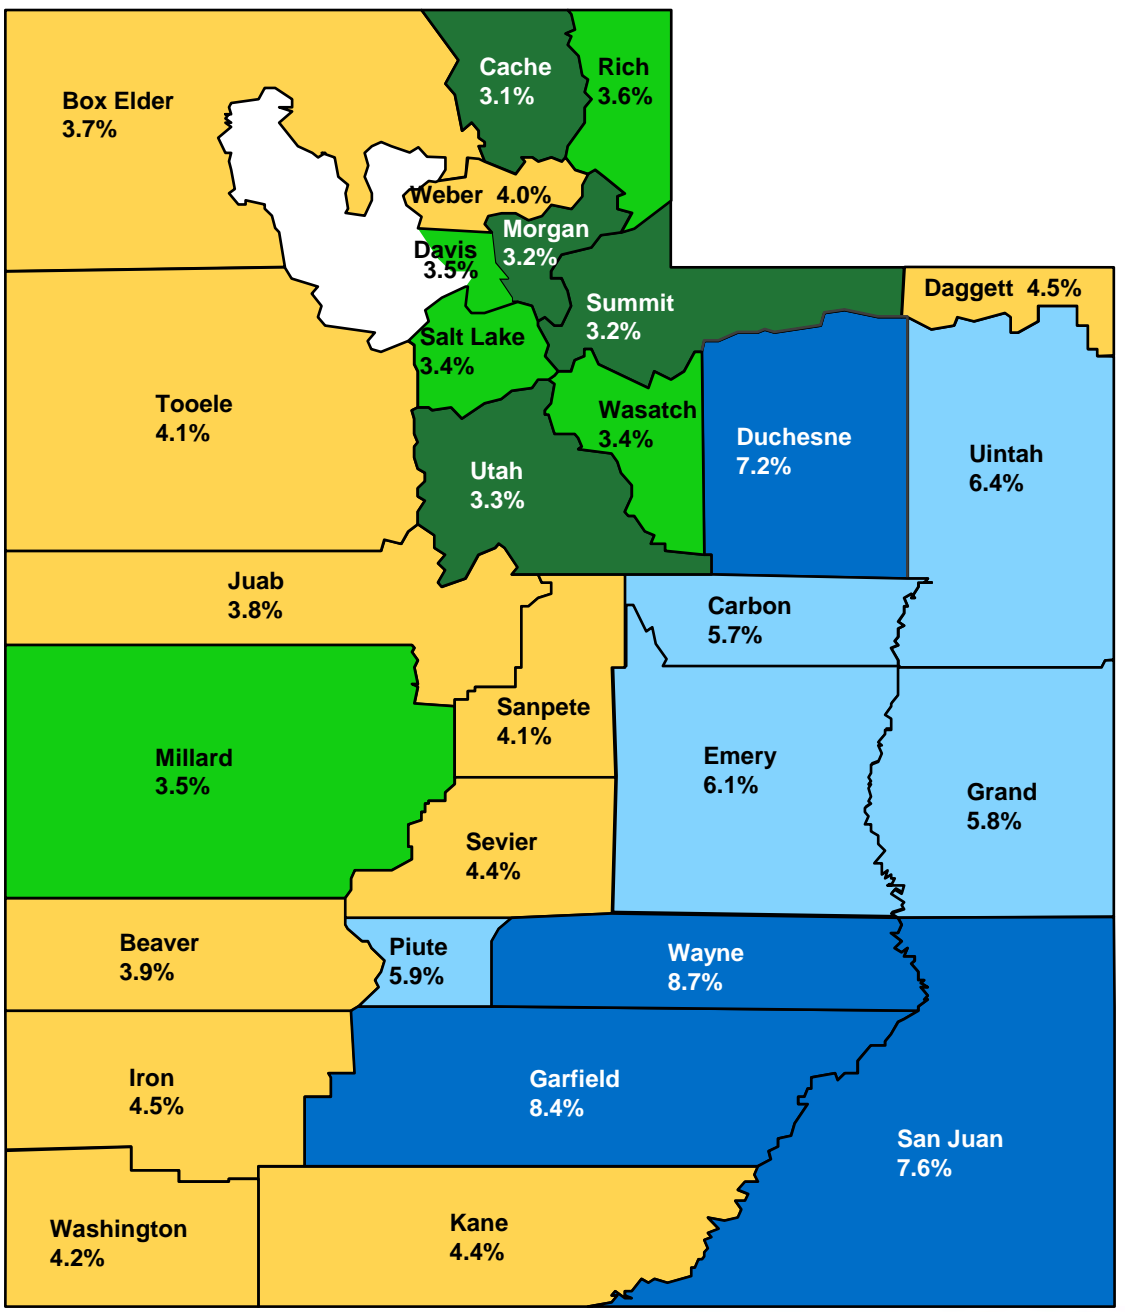 Cache
3.1%
Rich
3.6%
Box Elder
3.7%
Weber 4.0%
Morgan
3.2%
Davis
3.5%
Daggett 4.5%
Summit
3.2%
Salt Lake
3.4%
Tooele
4.1%
Wasatch
3.4%
Duchesne
7.2%
Uintah
6.4%
Utah
3.3%
Juab
3.8%
Carbon
5.7%
Sanpete
4.1%
Millard
3.5%
Emery
6.1%
Grand
5.8%
Sevier
4.4%
Beaver
3.9%
Piute
5.9%
Wayne
8.7%
Iron
4.5%
Garfield
8.4%
San Juan
7.6%
Washington
4.2%
Kane
4.4%